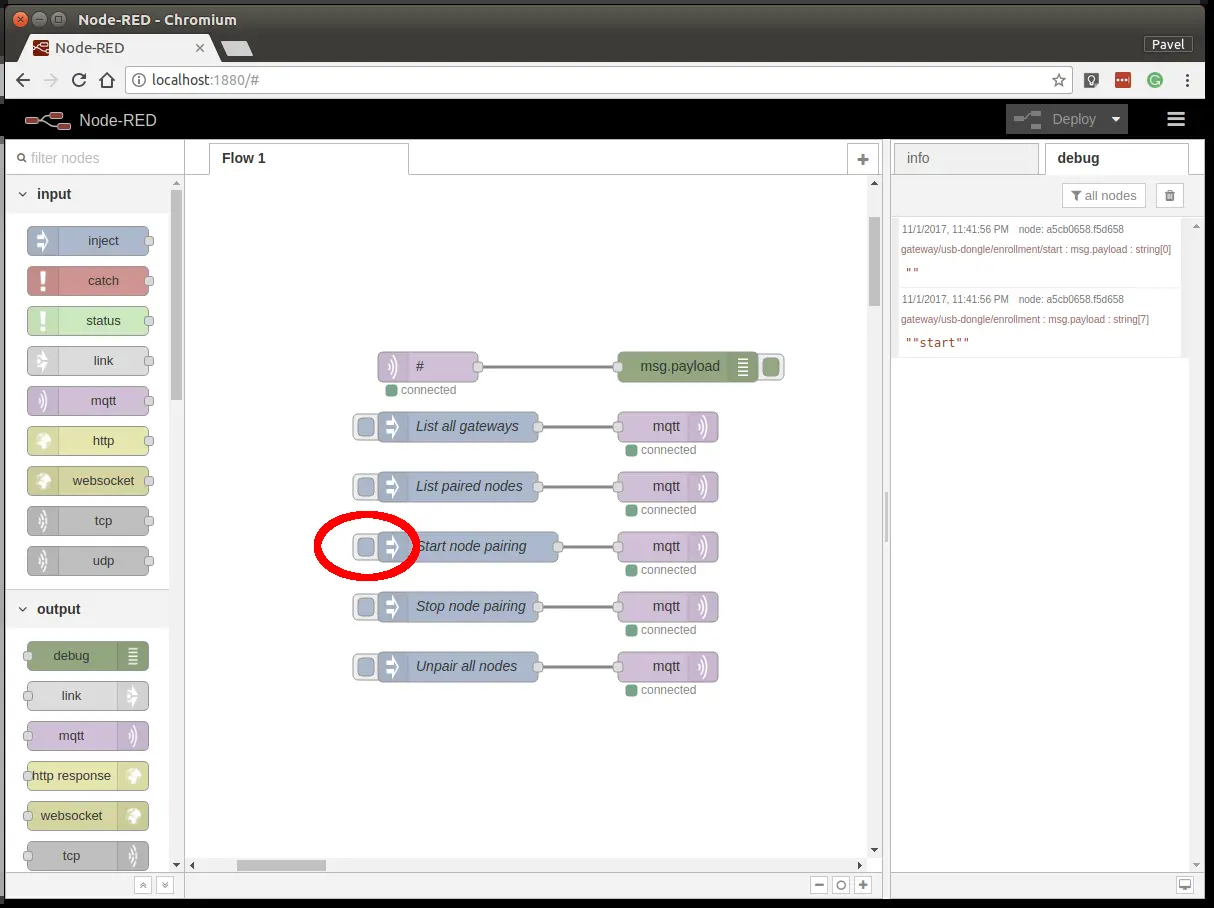 Node-RED - Chromium
Node-RED
Pavel
localhost:1880/#
Node-RED
Deploy
filter nodes
Flow 1
info
debug
all nodes
input
inject
catch
status
link
mqtt
http
websocket
tcp
udp
output
debug
link
mqtt
http response
websocket
tcp
#
connected
msg.payload
List all gateways
mqtt
connected
List paired nodes
mqtt
connected
Start node pairing
mqtt
connected
Stop node pairing
mqtt
connected
Unpair all nodes
mqtt
connected
11/1/2017, 11:41:56 PM node: a5cb0658.f5d658
gateway/usb-dongle/enrollment/start : msg.payload : string[0]
""
11/1/2017, 11:41:56 PM node: a5cb0658.f5d658
gateway/usb-dongle/enrollment : msg.payload : string[7]
""start""